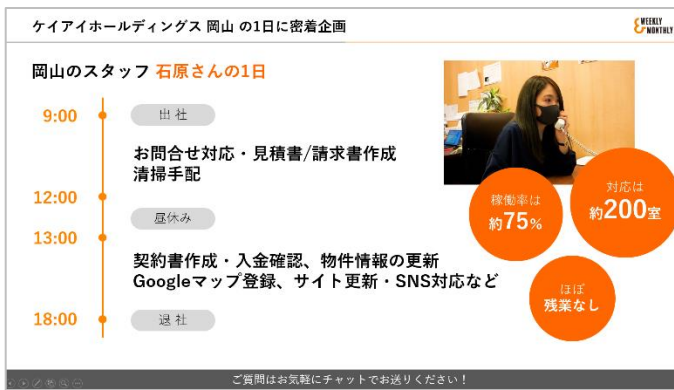 ケイアイホールディングス 岡山 の1日に密着企画
WEEKLY
& MONTHLY
岡山のスタッフ 石原さんの1日
9:00
出社
お問合せ対応・見積書/請求書作成
清掃手配
12:00
昼休み
13:00
契約書作成・入金確認、物件情報の更新
Googleマップ登録、サイト更新・SNS対応など
18:00
退社
稼働率は
約75%
対応は
約200室
ほぼ
残業なし
ご質問はお気軽にチャットでお送りください！